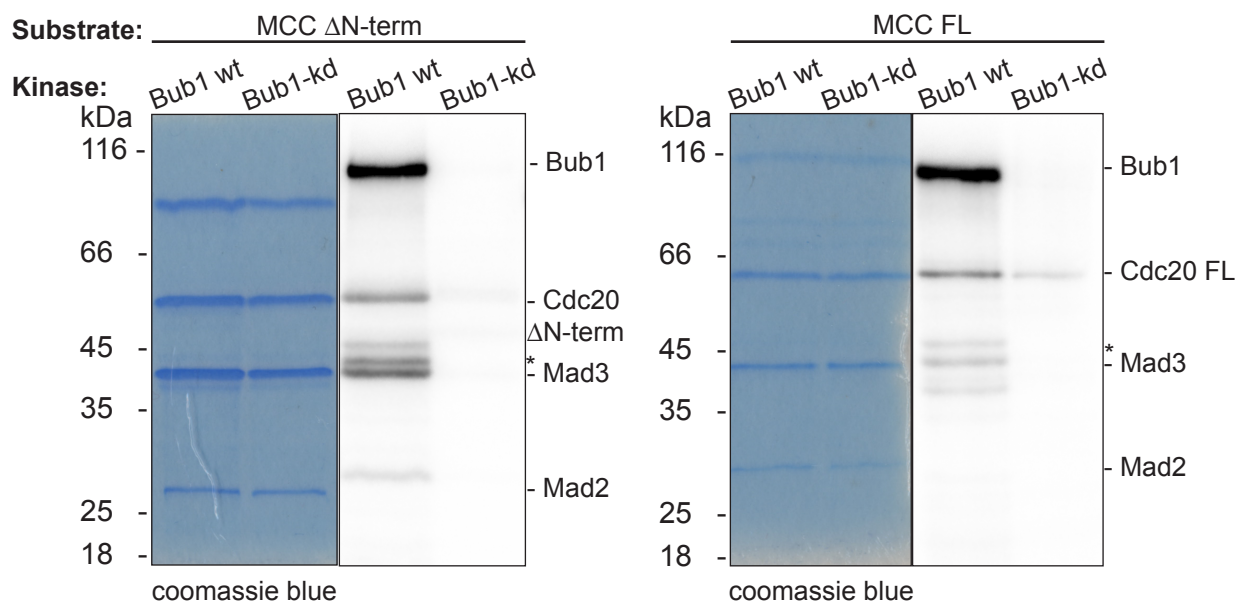 Substrate: MCC ΔN-term
Kinase: Bub1 wt Bub1-kd Bub1 wt Bub1-kd
kDa
116 -
66 -
45 -
35 -
25 -
18 -
- Bub1
- Cdc20
ΔN-term
*
- Mad3
- Mad2
coomassie blue
MCC FL
Bub1 wt Bub1-kd Bub1 wt Bub1-kd
kDa
116 -
66 -
45 -
35 -
25 -
18 -
- Bub1
- Cdc20 FL
*
- Mad3
- Mad2
coomassie blue